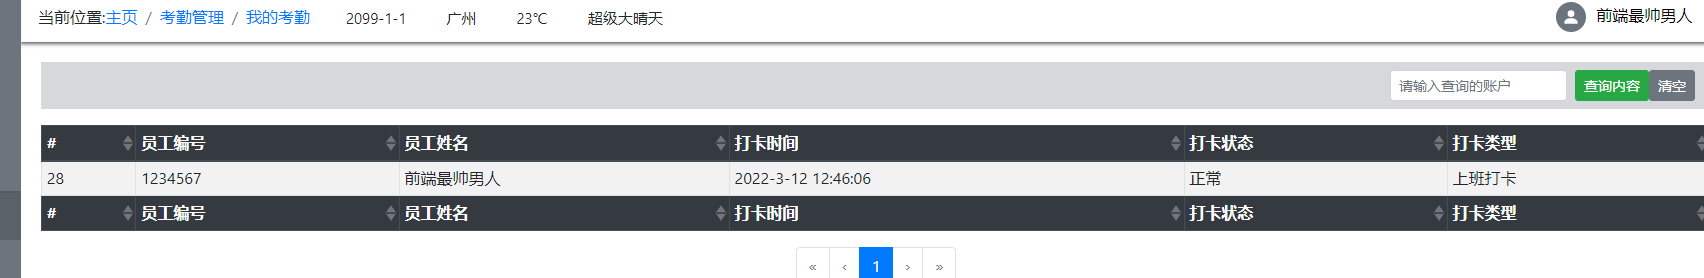 当前位置:主页 / 考勤管理 / 我的考勤 2099-1-1 广州 23℃ 超级大晴天 前端最帅男人
请输入查询的账户 查询内容 清空
# 员工编号 员工姓名 打卡时间 打卡状态 打卡类型
28 1234567 前端最帅男人 2022-3-12 12:46:06 正常 上班打卡
# 员工编号 员工姓名 打卡时间 打卡状态 打卡类型
« ‹ 1 › »